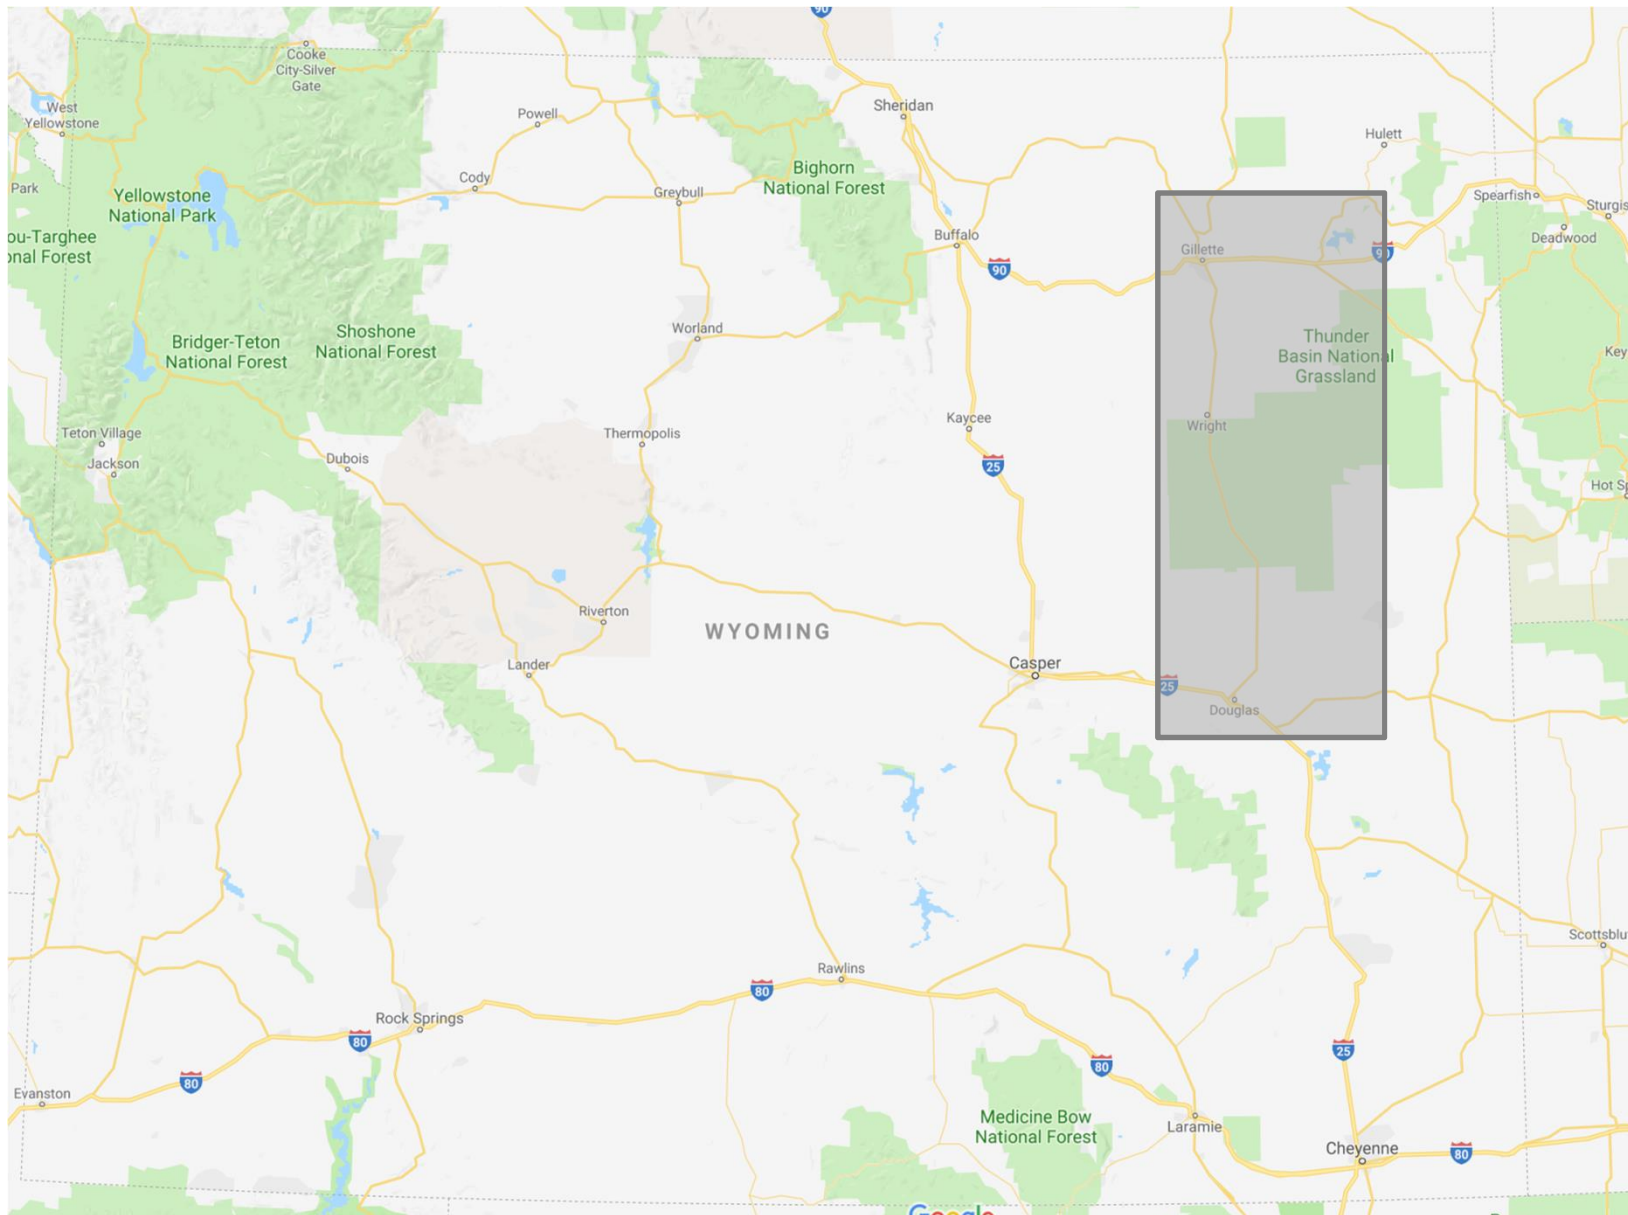 90
Cooke
City-Silver
Gate
West
Yellowstone
Powell
Sheridan
Hulett
Park
Yellowstone
National Park
Cody
Greybull
Bighorn
National Forest
Spearfish
Sturgis
ou-Targhee
onal Forest
Buffalo
90
Gillette
90
Deadwood
Bridger-Teton
National Forest
Shoshone
National Forest
Worland
Thunder
Basin National
Grassland
Key
Teton Village
Jackson
Dubois
Thermopolis
Kaycee
25
Wright
Hot Sp
Riverton
WYOMING
Lander
Casper
25
Douglas
Scottsblu
Rawlins
80
Rock Springs
80
80
Evanston
25
80
Medicine Bow
National Forest
Laramie
Cheyenne
80
Google